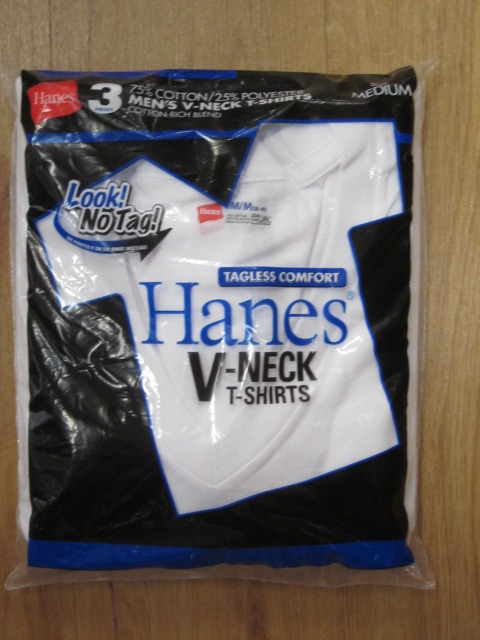 Hanes
3
PIECES
75% COTTON/25% POLYESTER
MEN'S V-NECK T-SHIRTS
COTTON-RICH BLEND
MEDIUM
Look!
NO Tag!
Hanes
M/M
TAGLESS COMFORT
Hanes®
V-NECK
T-SHIRTS